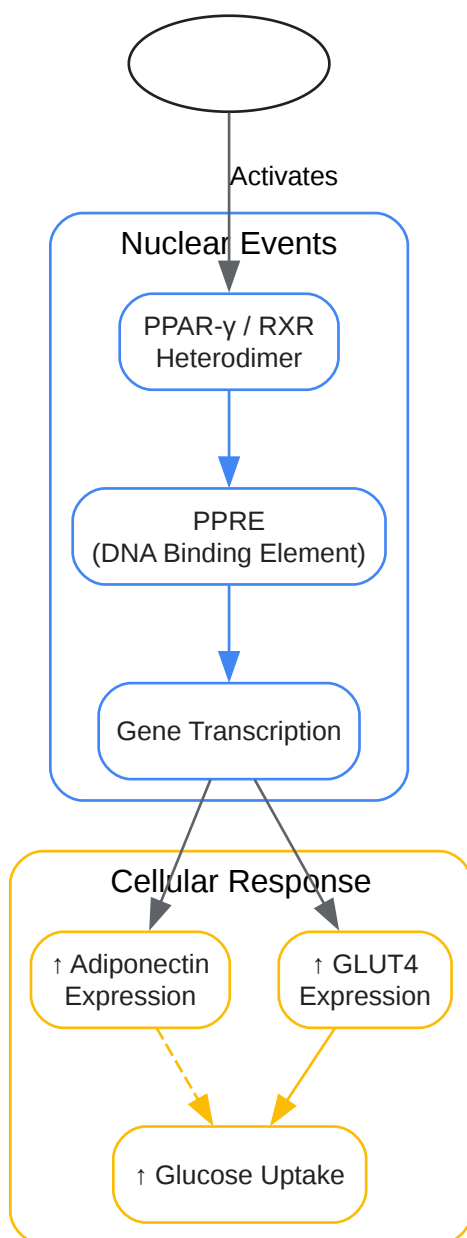 Activates
Nuclear Events
PPAR-γ / RXR
Heterodimer
PPRE
(DNA Binding Element)
Gene Transcription
Cellular Response
↑ Adiponectin
Expression
↑ GLUT4
Expression
↑ Glucose Uptake